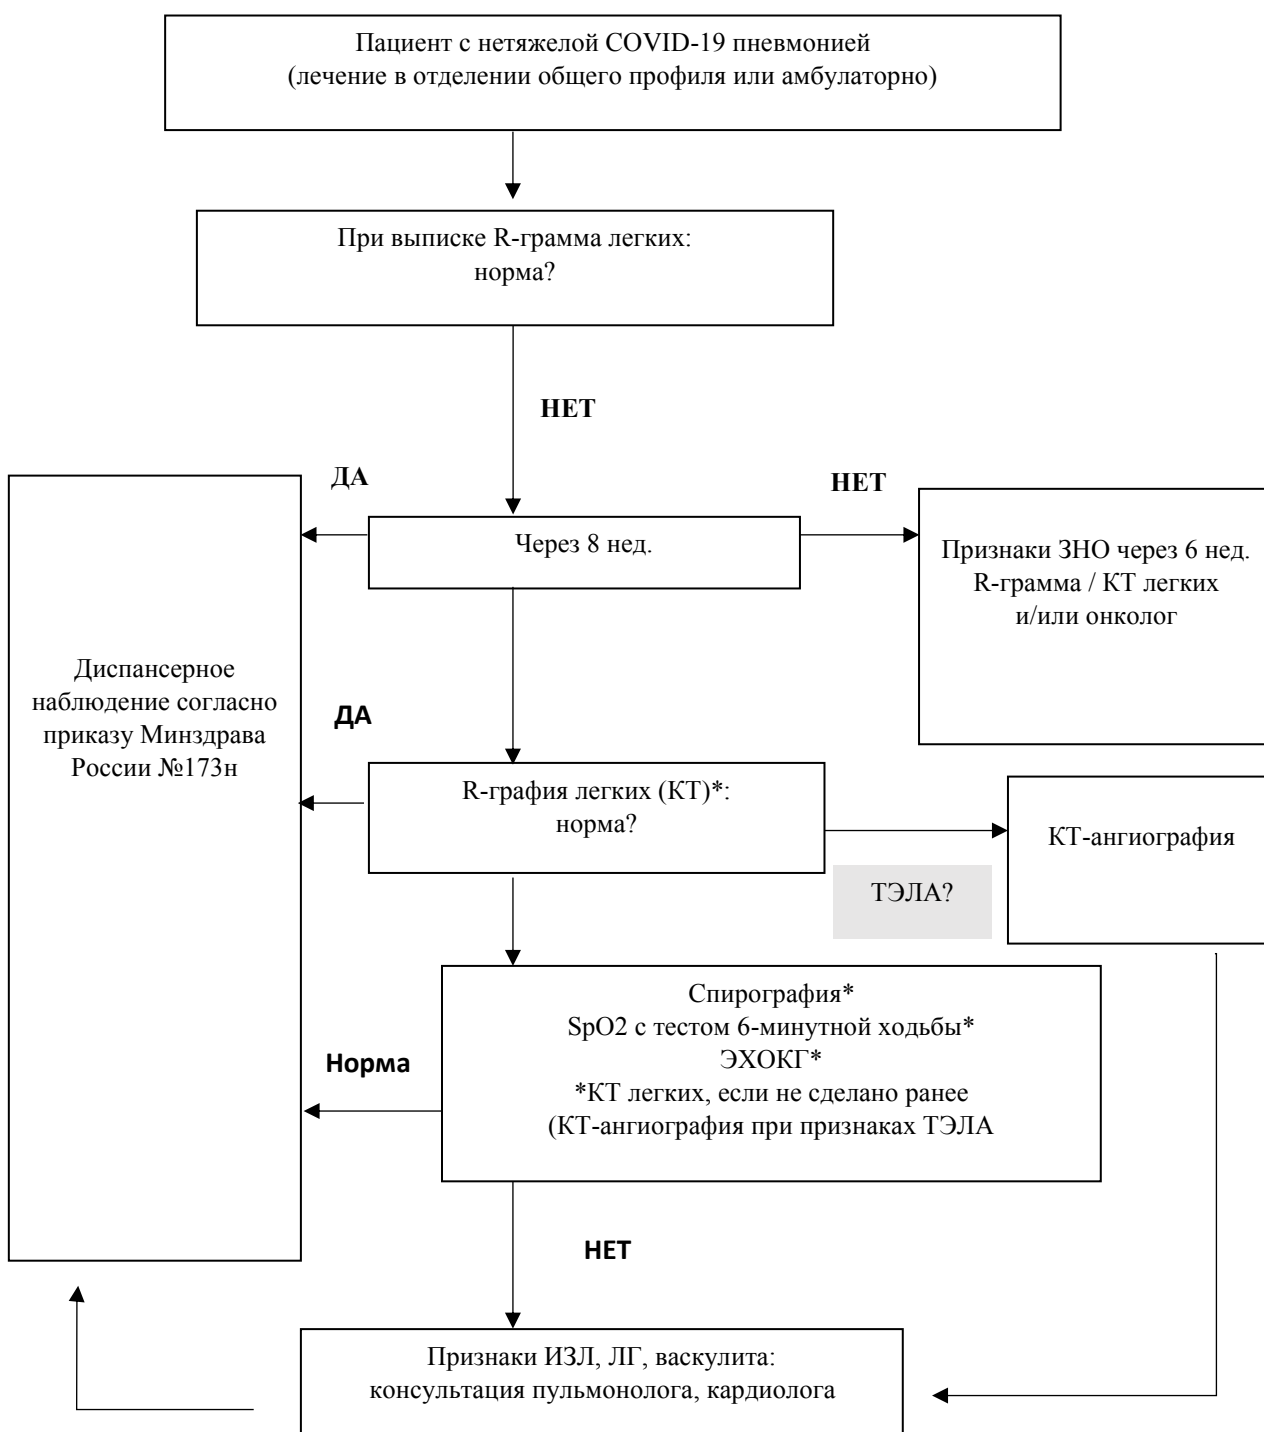 Пациент с нетяжелой COVID-19 пневмонией
(лечение в отделении общего профиля или амбулаторно)
При выписке R-грамма легких:
норма?
НЕТ
ДА
НЕТ
Через 8 нед.
Признаки ЗНО через 6 нед.
R-грамма / КТ легких
и/или онколог
Диспансерное
наблюдение согласно
приказу Минздрава
России №173н
ДА
R-графия легких (КТ)*:
норма?
КТ-ангиография
ТЭЛА?
Спирография*
SpO2 с тестом 6-минутной ходьбы*
ЭХОКГ*
*КТ легких, если не сделано ранее
(КТ-ангиография при признаках ТЭЛА
Норма
НЕТ
Признаки ИЗЛ, ЛГ, васкулита:
консультация пульмонолога, кардиолога